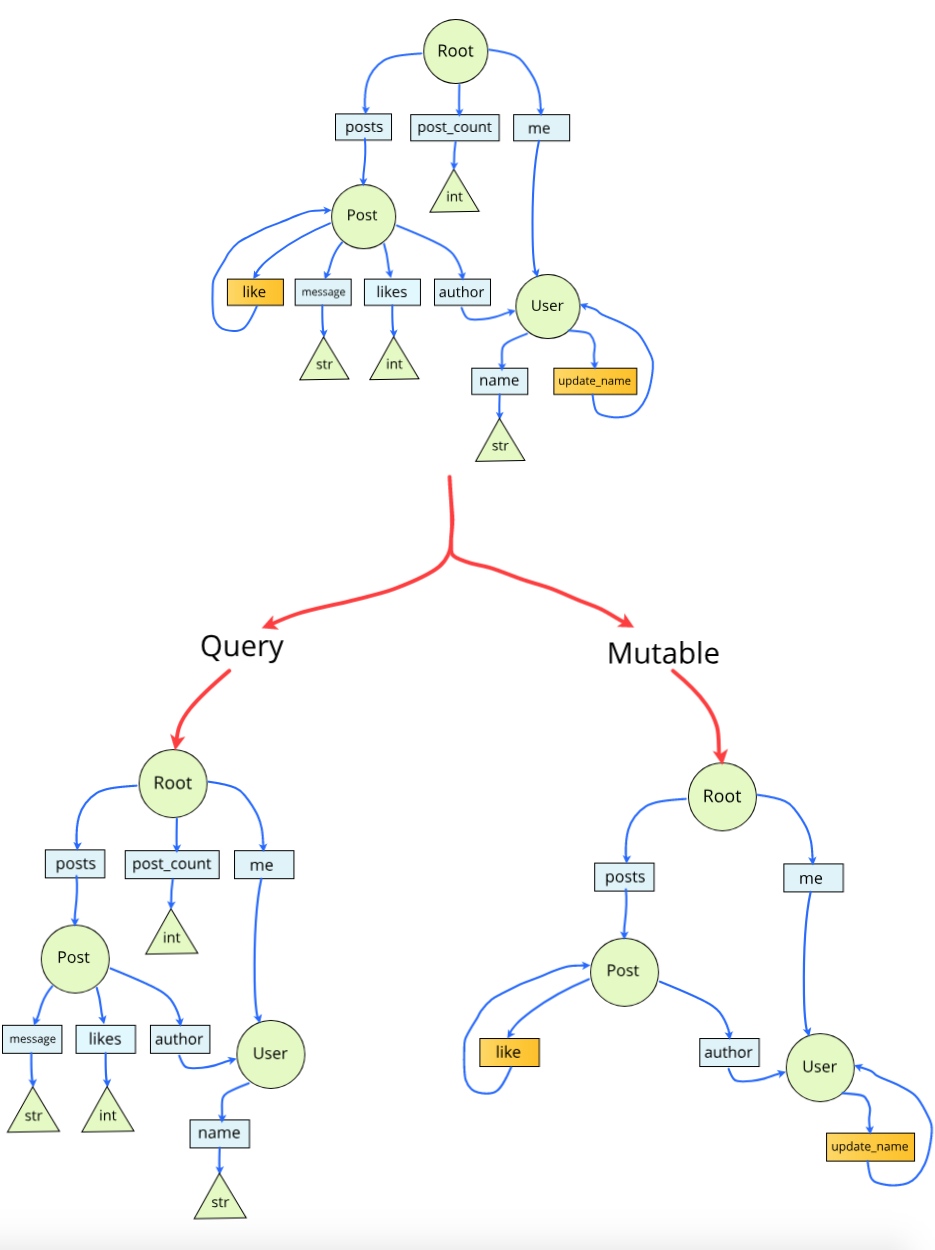 Root
posts
post_count
me
int
Post
like
message
likes
author
User
str
int
name
update_name
str
Query
Mutable
Root
posts
post_count
me
int
Post
message
likes
author
User
str
int
name
str
Root
posts
me
Post
like
author
User
update_name